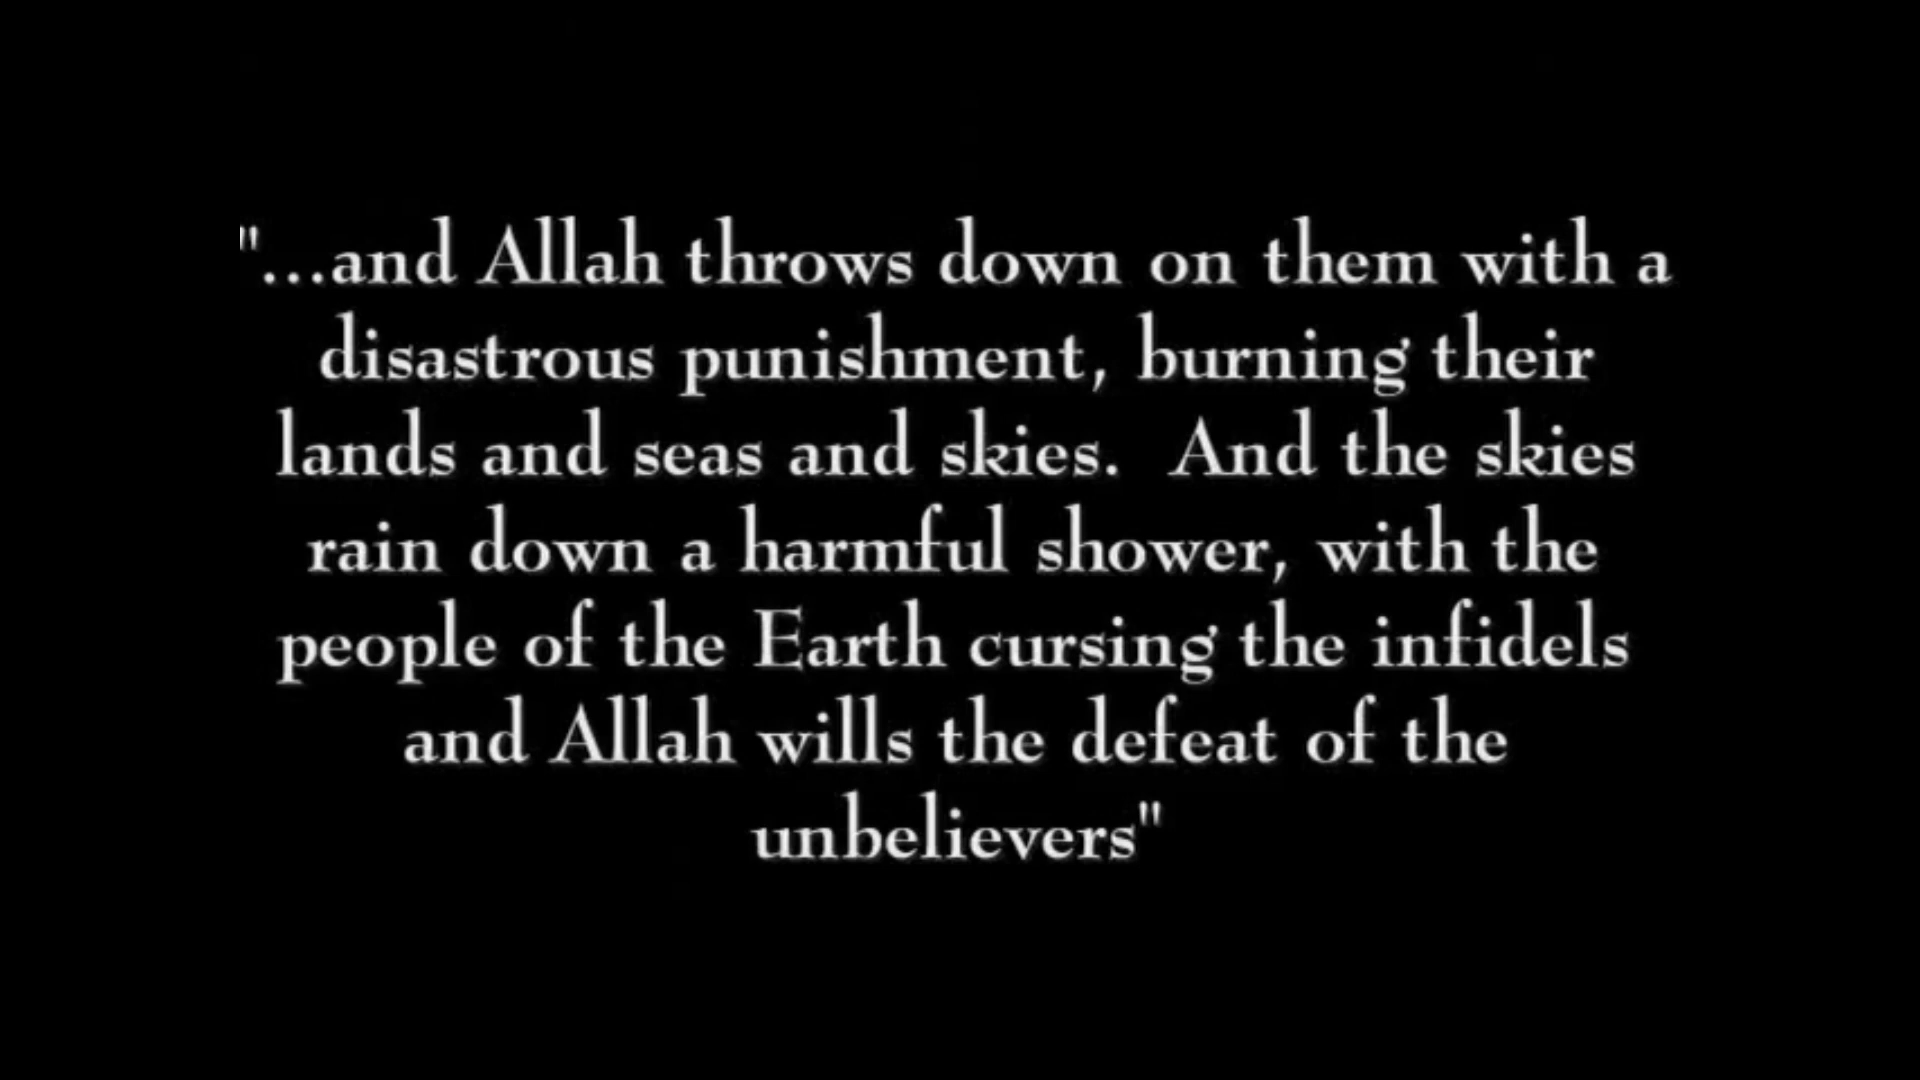 "...and Allah throws down on them with a
disastrous punishment, burning their
lands and seas and skies.  And the skies
rain down a harmful shower, with the
people of the Earth cursing the infidels
and Allah wills the defeat of the
unbelievers"